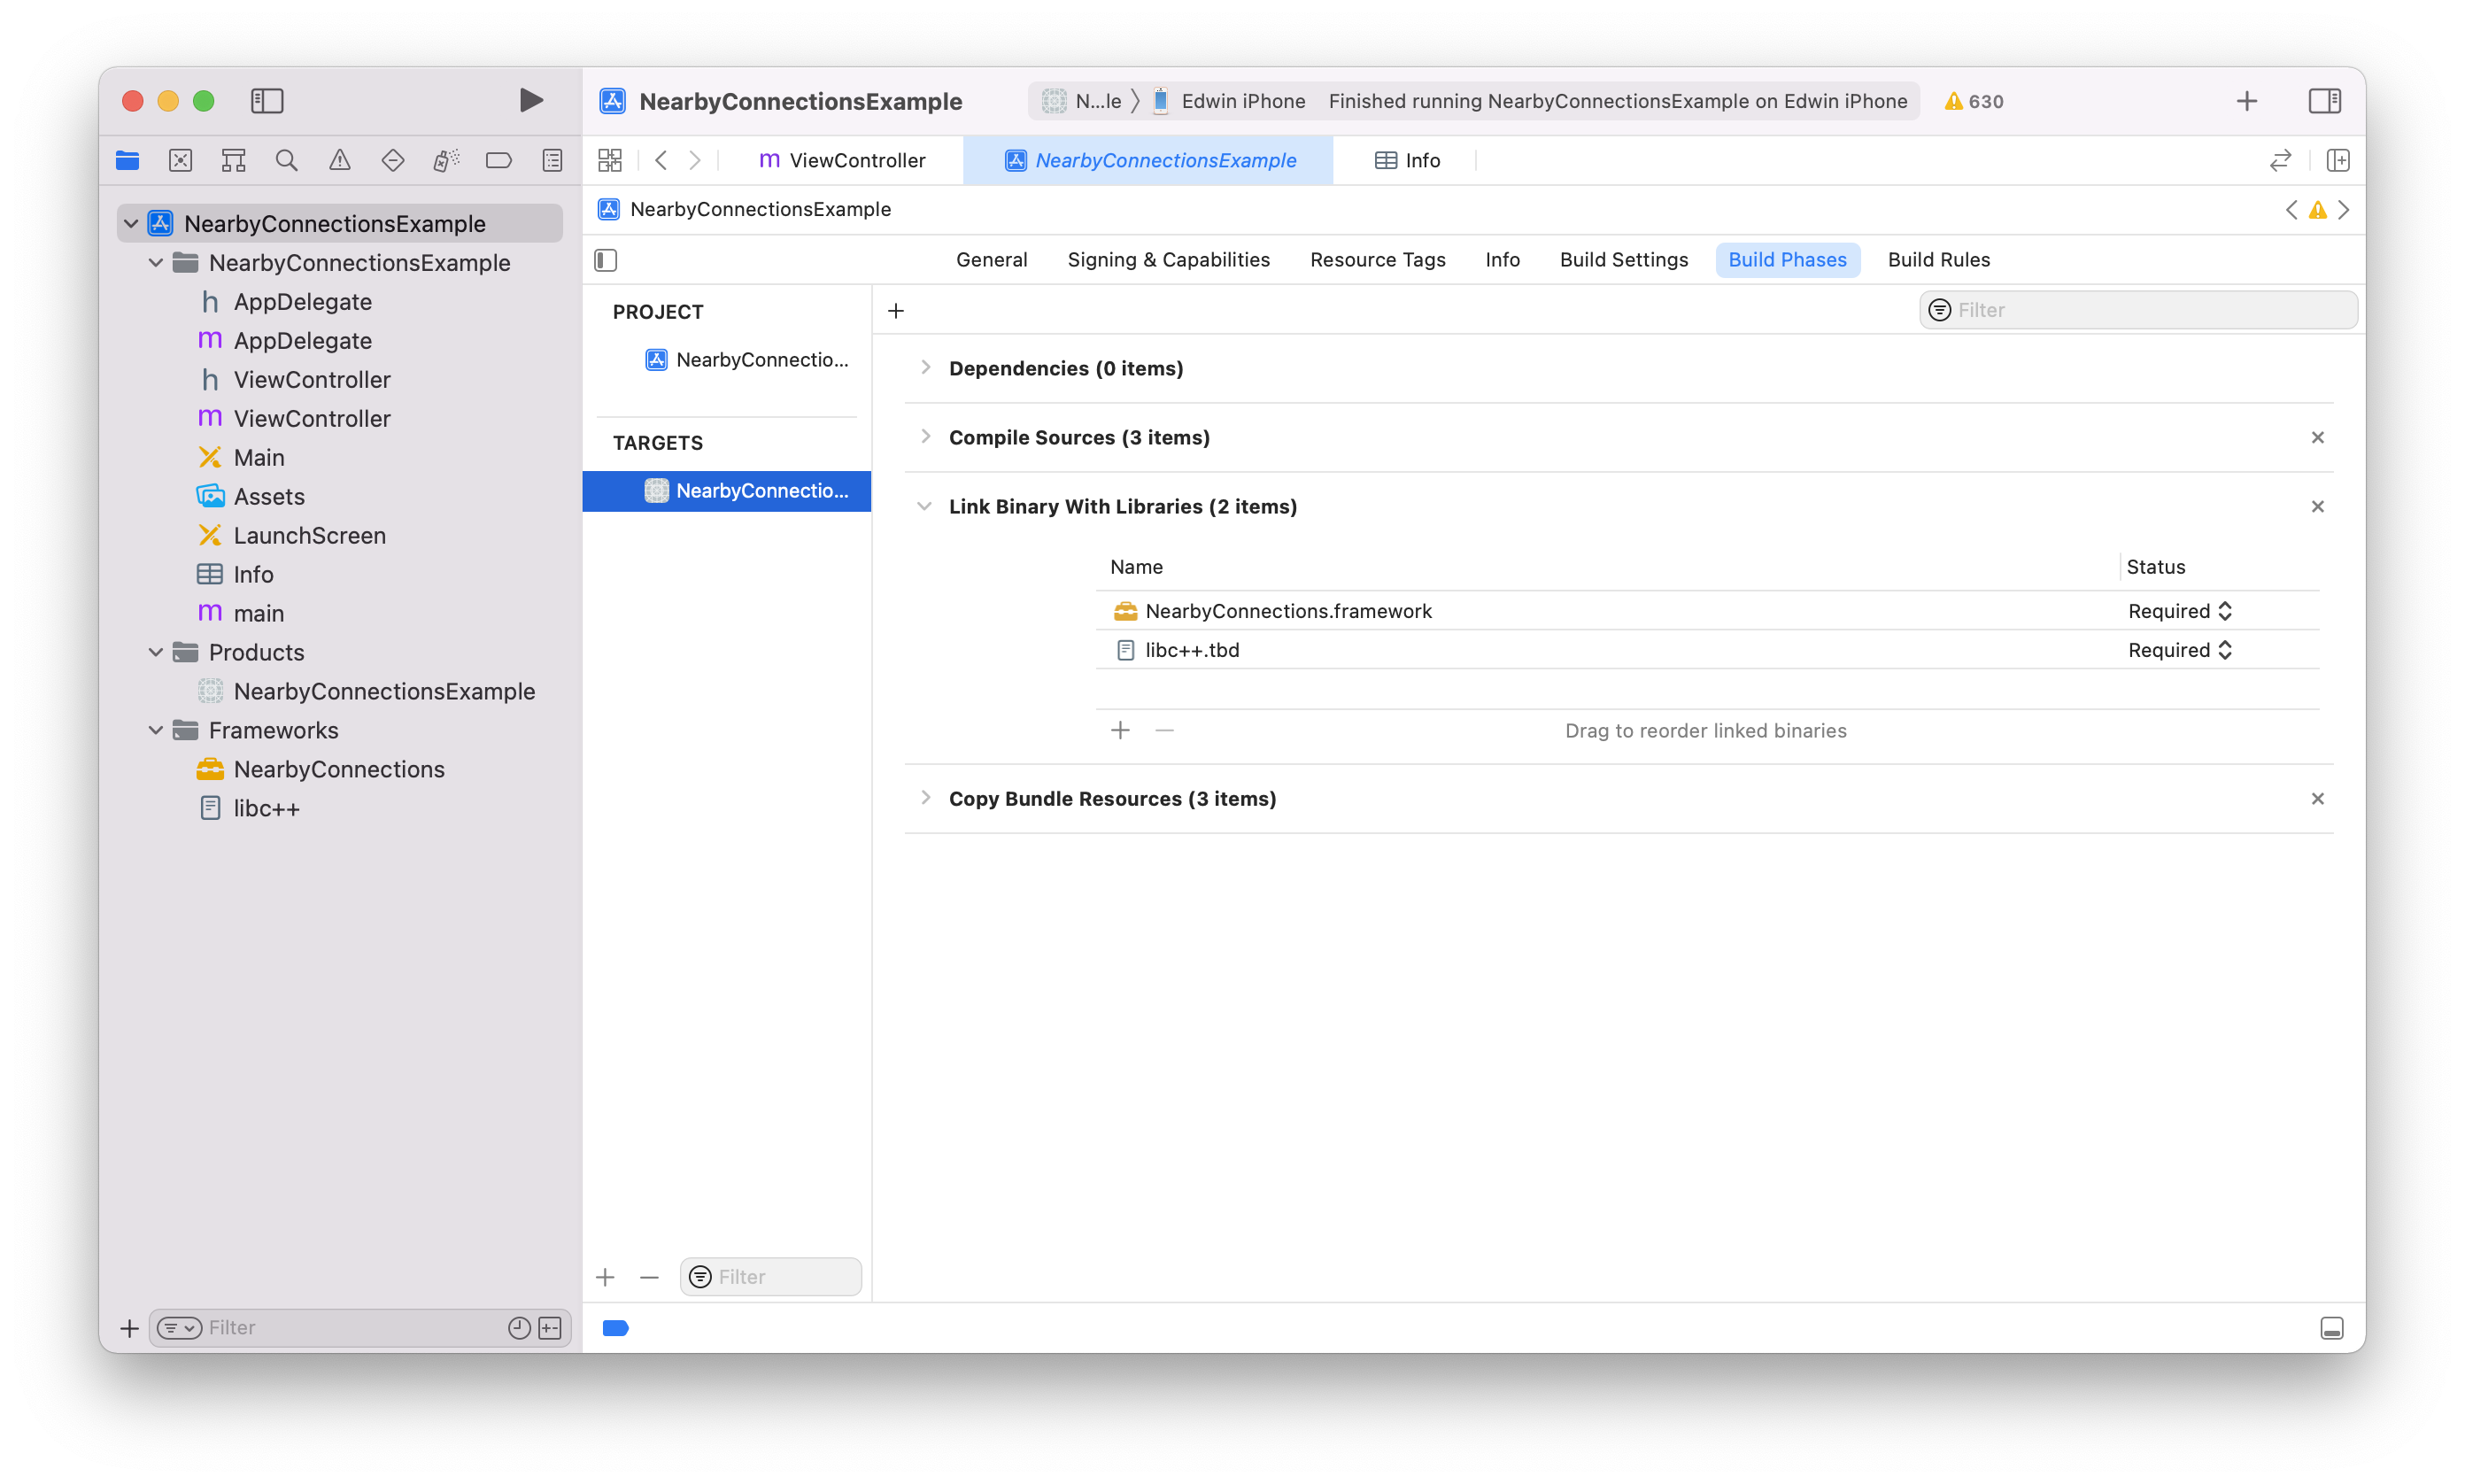 NearbyConnectionsExample
N...le
Edwin iPhone
Finished running NearbyConnectionsExample on Edwin iPhone
630
ViewController
NearbyConnectionsExample
Info
NearbyConnectionsExample
NearbyConnectionsExample
NearbyConnectionsExample
h AppDelegate
m AppDelegate
h ViewController
m ViewController
Main
Assets
LaunchScreen
Info
m main
Products
NearbyConnectionsExample
Frameworks
NearbyConnections
libc++
Filter
General
Signing & Capabilities
Resource Tags
Info
Build Settings
Build Phases
Build Rules
PROJECT
NearbyConnectio...
TARGETS
NearbyConnectio...
Filter
Filter
Dependencies (0 items)
Compile Sources (3 items)
Link Binary With Libraries (2 items)
Name Status
NearbyConnections.framework Required
libc++.tbd Required
Drag to reorder linked binaries
Copy Bundle Resources (3 items)